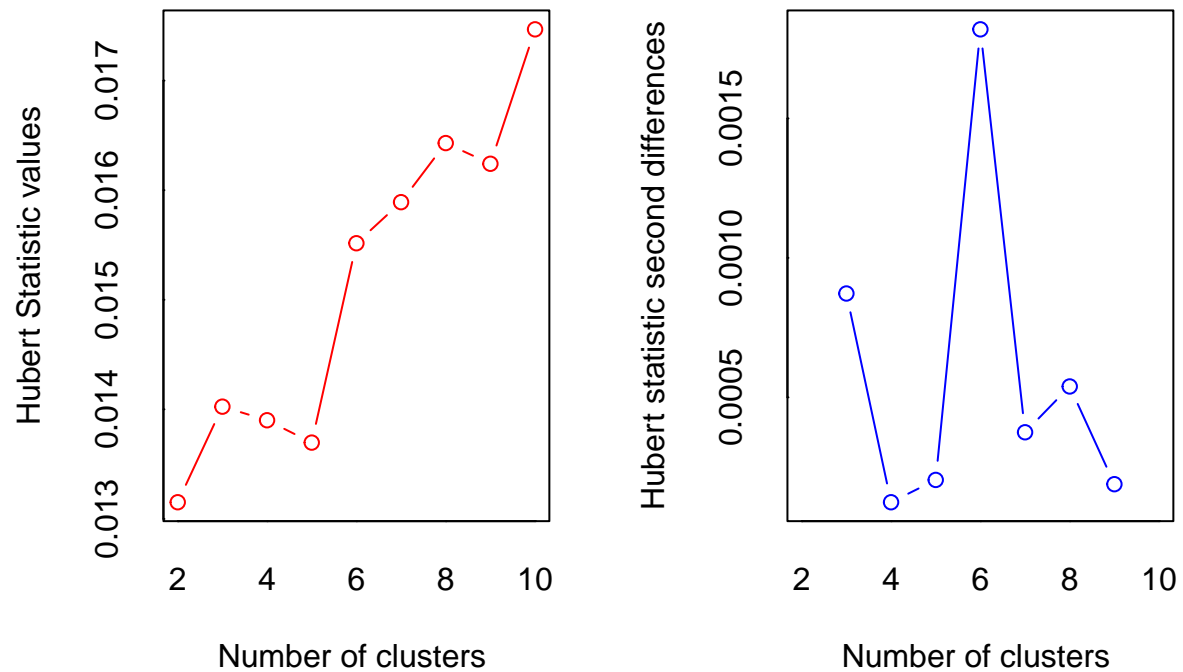 Hubert Statistic values
0.017
0.016
0.015
0.014
0.013
2 4 6 8 10
Number of clusters
Hubert statistic second differences
0.0015
0.0010
0.0005
2 4 6 8 10
Number of clusters